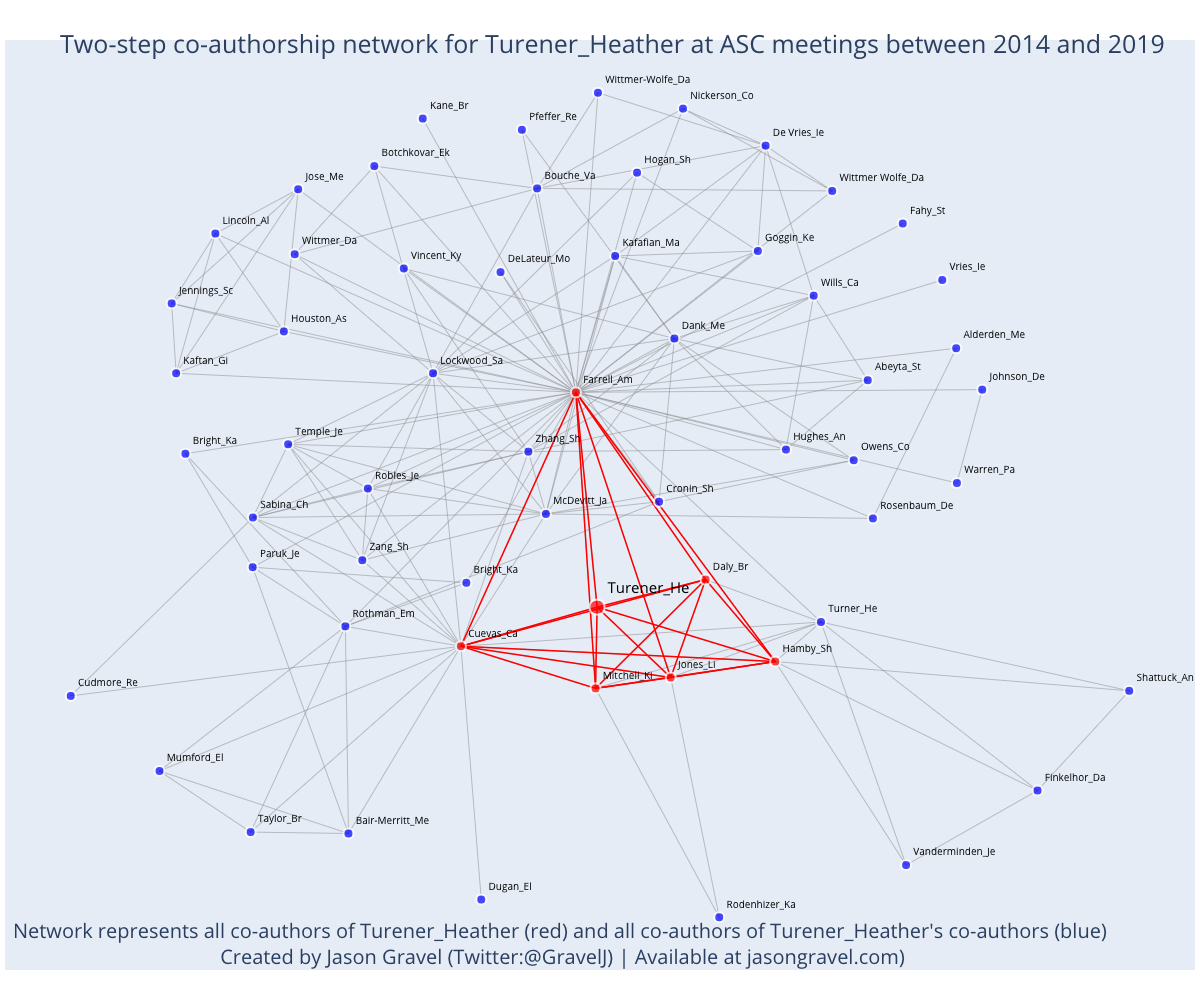 Two-step co-authorship network for Turener_Heather at ASC meetings between 2014 and 2019
Wittmer-Wolfe_Da
Nickerson_Co
Kane_Br
Pfeffer_Re
De Vries_Ie
Botchkovar_Ek
Hogan_Sh
Jose_Me
Bouche_Va
Wittmer Wolfe_Da
Lincoln_Al
Fahy_St
Wittmer_Da
Vincent_Ky
DeLateur_Mo
Kafafian_Ma
Goggin_Ke
Vries_Ie
Jennings_Sc
Wills_Ca
Houston_As
Dank_Me
Alderden_Me
Kaftan_Gi
Lockwood_Sa
Farrell_Am
Abeyta_St
Johnson_De
Bright_Ka
Temple_Je
Zhang_Sh
Hughes_An
Owens_Co
Robles_Je
Warren_Pa
Sabina_Ch
McDevitt_Ja
Cronin_Sh
Rosenbaum_De
Paruk_Je
Zang_Sh
Bright_Ka
Daly_Br
Turener_He
Rothman_Em
Cuevas_Ca
Turner_He
Hamby_Sh
Mitchell_Ki
Jones_Li
Cudmore_Re
Shattuck_An
Mumford_El
Finkelhor_Da
Taylor_Br
Bair-Merritt_Me
Vanderminden_Je
Dugan_El
Rodenhizer_Ka
Network represents all co-authors of Turener_Heather (red) and all co-authors of Turener_Heather's co-authors (blue)
Created by Jason Gravel (Twitter:@GravelJ) | Available at jasongravel.com)